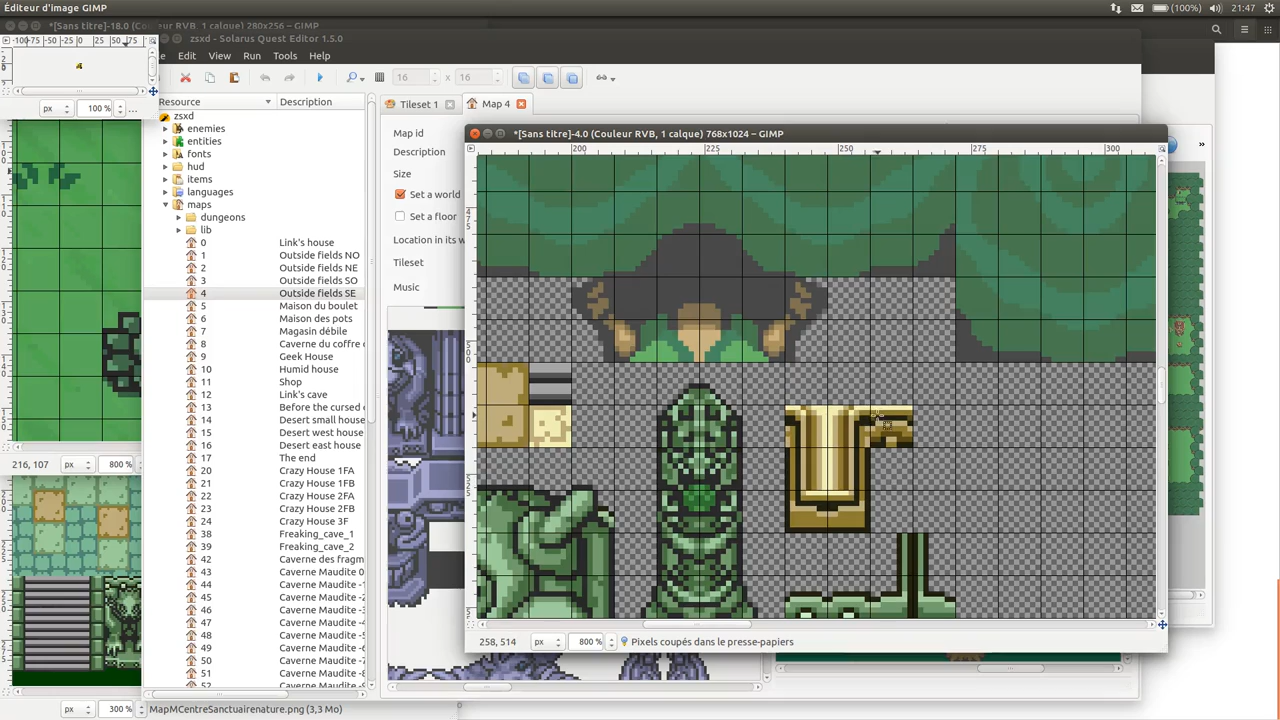 Éditeur d'image GIMP
(100%)
21:47
*[Sans titre]-18.0 (Couleur RVB, 1 calque) 280x256 – GIMP
zsxd - Solarus Quest Editor 1.5.0
Edit View Run Tools Help
16 x 16
px 100 % ...
Resource Description
Tileset 1
Map 4
zsxd
enemies
entities
fonts
hud
items
languages
maps
dungeons
lib
0 Link's house
1 Outside fields NO
2 Outside fields NE
3 Outside fields SO
4 Outside fields SE
5 Maison du boulet
6 Maison des pots
7 Magasin débile
8 Caverne du coffre
9 Geek House
10 Humid house
11 Shop
12 Link's cave
13 Before the cursed
14 Desert small house
15 Desert west house
16 Desert east house
17 The end
20 Crazy House 1FA
21 Crazy House 1FB
22 Crazy House 2FA
23 Crazy House 2FB
24 Crazy House 3F
38 Freaking_cave_1
39 Freaking_cave_2
42 Caverne des fragm
43 Caverne Maudite 0
44 Caverne Maudite -1
45 Caverne Maudite -2
46 Caverne Maudite -3
47 Caverne Maudite -4
48 Caverne Maudite -5
49 Caverne Maudite -6
50 Caverne Maudite -7
51 Caverne Maudite -8
Map id
Description
Size
Set a world
Set a floor
Location in its w
Tileset
Music
*[Sans titre]-4.0 (Couleur RVB, 1 calque) 768x1024 – GIMP
200 225 250 275 300
258, 514 px 800 % Pixels coupés dans le presse-papiers
216, 107 px 800 %
px 300 % MapMCentreSanctuairenature.png (3,3 Mo)